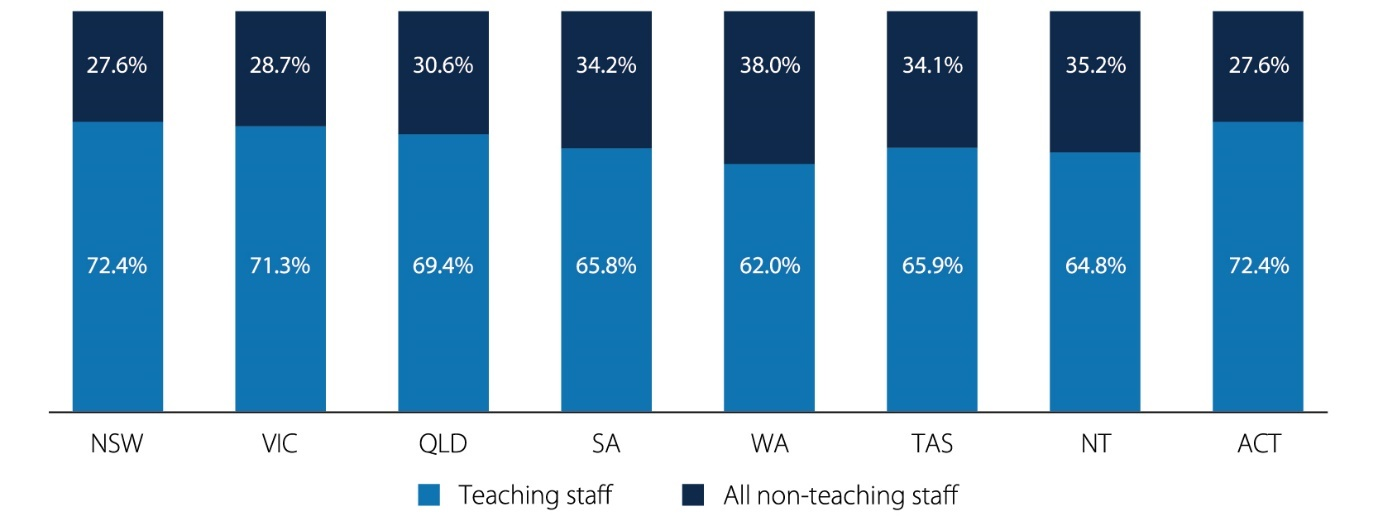 27.6% 28.7% 30.6% 34.2% 38.0% 34.1% 35.2% 27.6%
72.4% 71.3% 69.4% 65.8% 62.0% 65.9% 64.8% 72.4%
NSW VIC QLD SA WA TAS NT ACT
Teaching staff All non-teaching staff